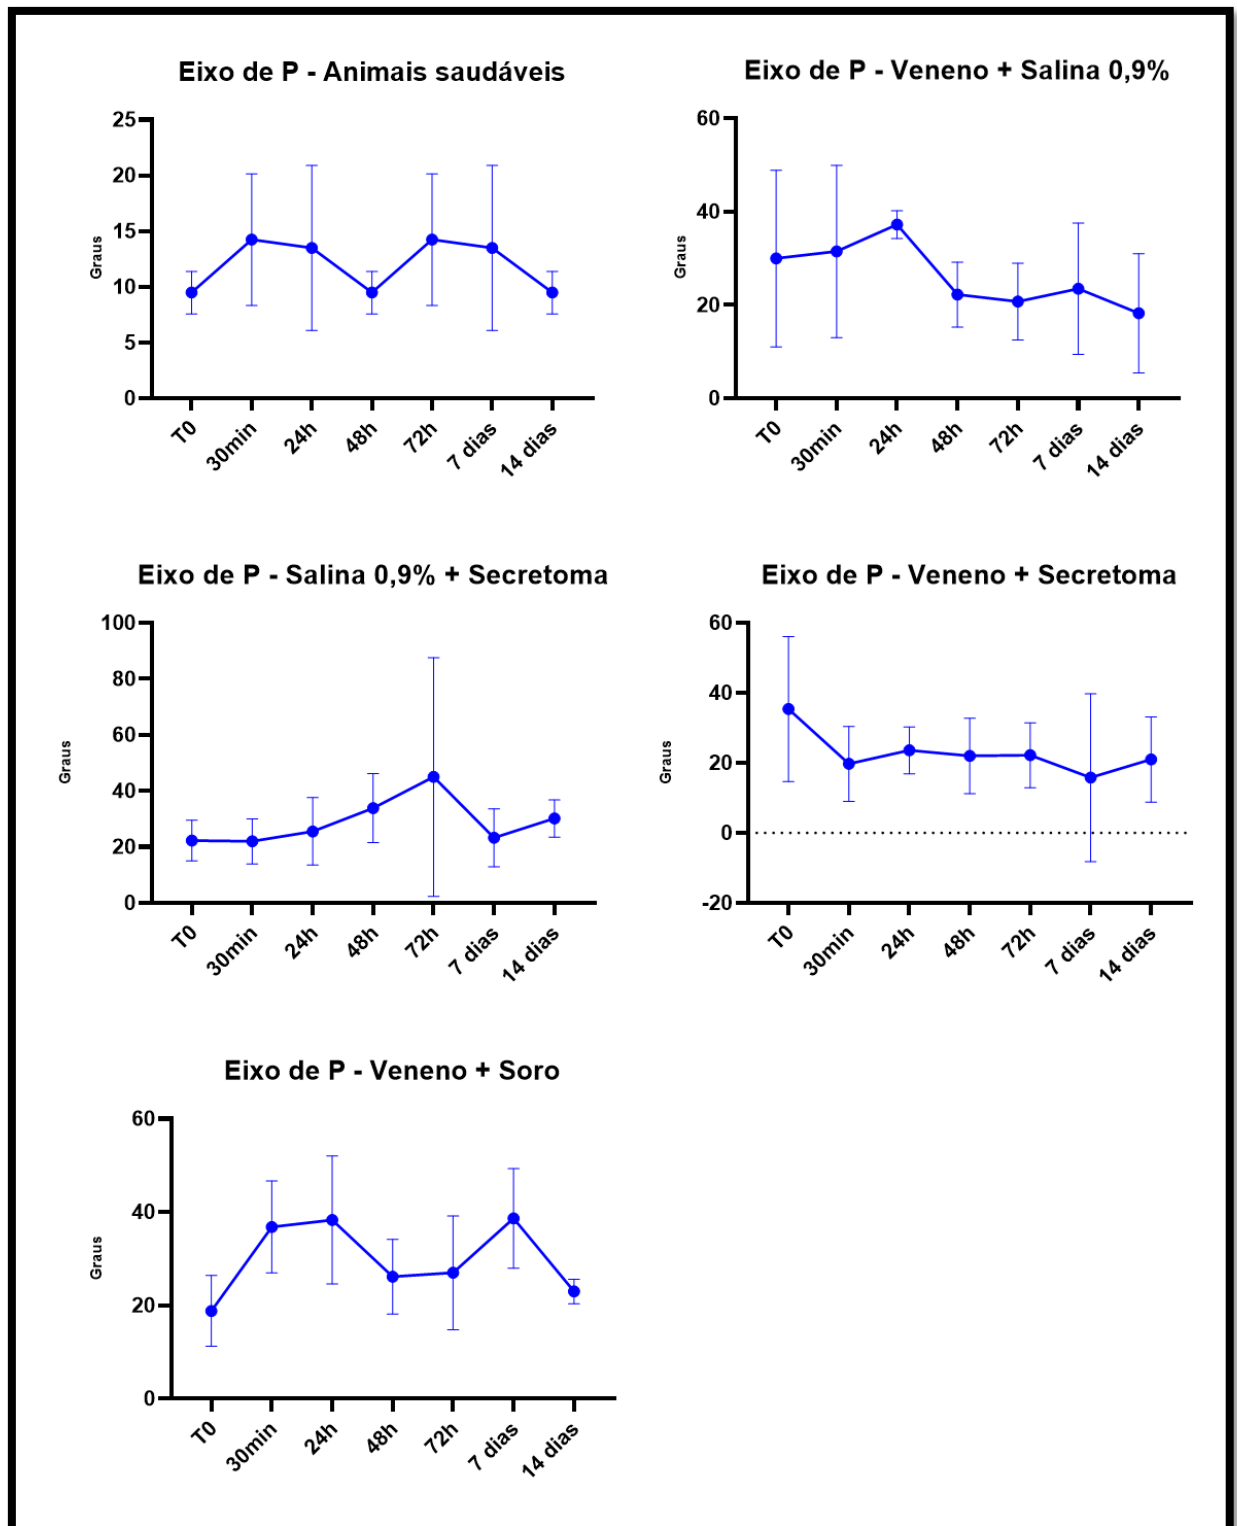 Eixo de P - Animais saudáveis
25
20
15
10
5
0
Graus
T0
30min
24h
48h
72h
7 dias
14 dias
Eixo de P - Veneno + Salina 0,9%
60
40
20
0
Graus
T0
30min
24h
48h
72h
7 dias
14 dias
Eixo de P - Salina 0,9% + Secretoma
100
80
60
40
20
0
Graus
T0
30min
24h
48h
72h
7 dias
14 dias
Eixo de P - Veneno + Secretoma
60
40
20
0
-20
Graus
T0
30min
24h
48h
72h
7 dias
14 dias
Eixo de P - Veneno + Soro
60
40
20
0
Graus
T0
30min
24h
48h
72h
7 dias
14 dias